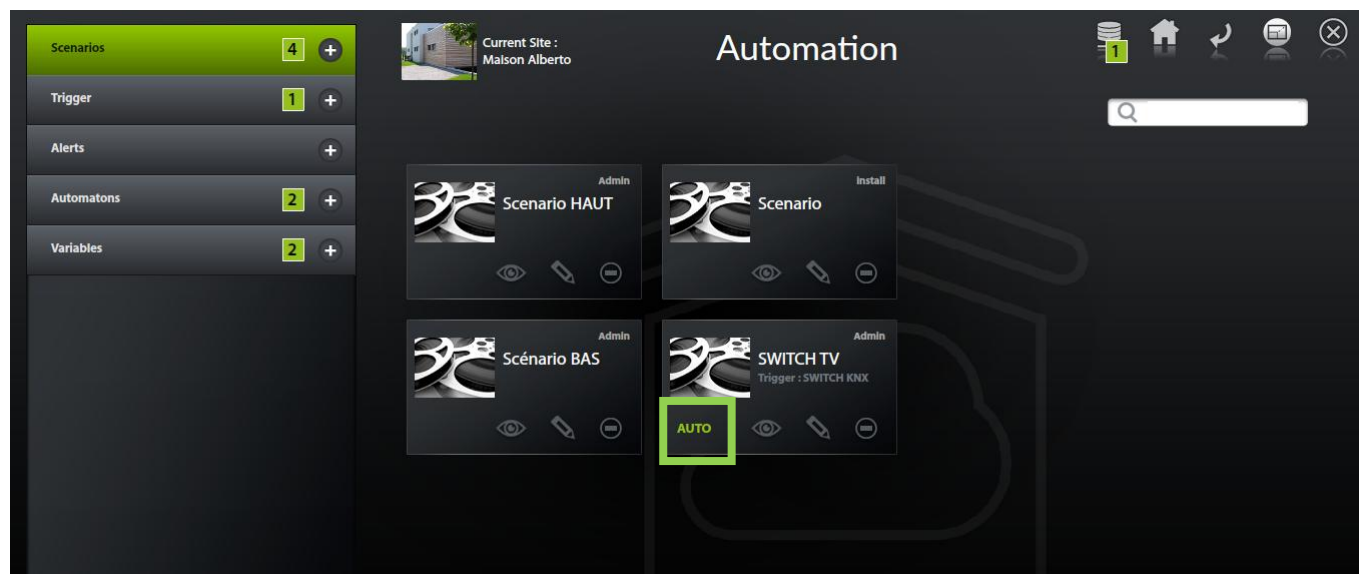 Scenarios 4 +
Trigger 1 +
Alerts +
Automatons 2 +
Variables 2 +
Current Site :
Maison Alberto
Automation
1
Admin
Scenario HAUT
Install
Scenario
Admin
Scénario BAS
Admin
SWITCH TV
Trigger : SWITCH KNX
AUTO